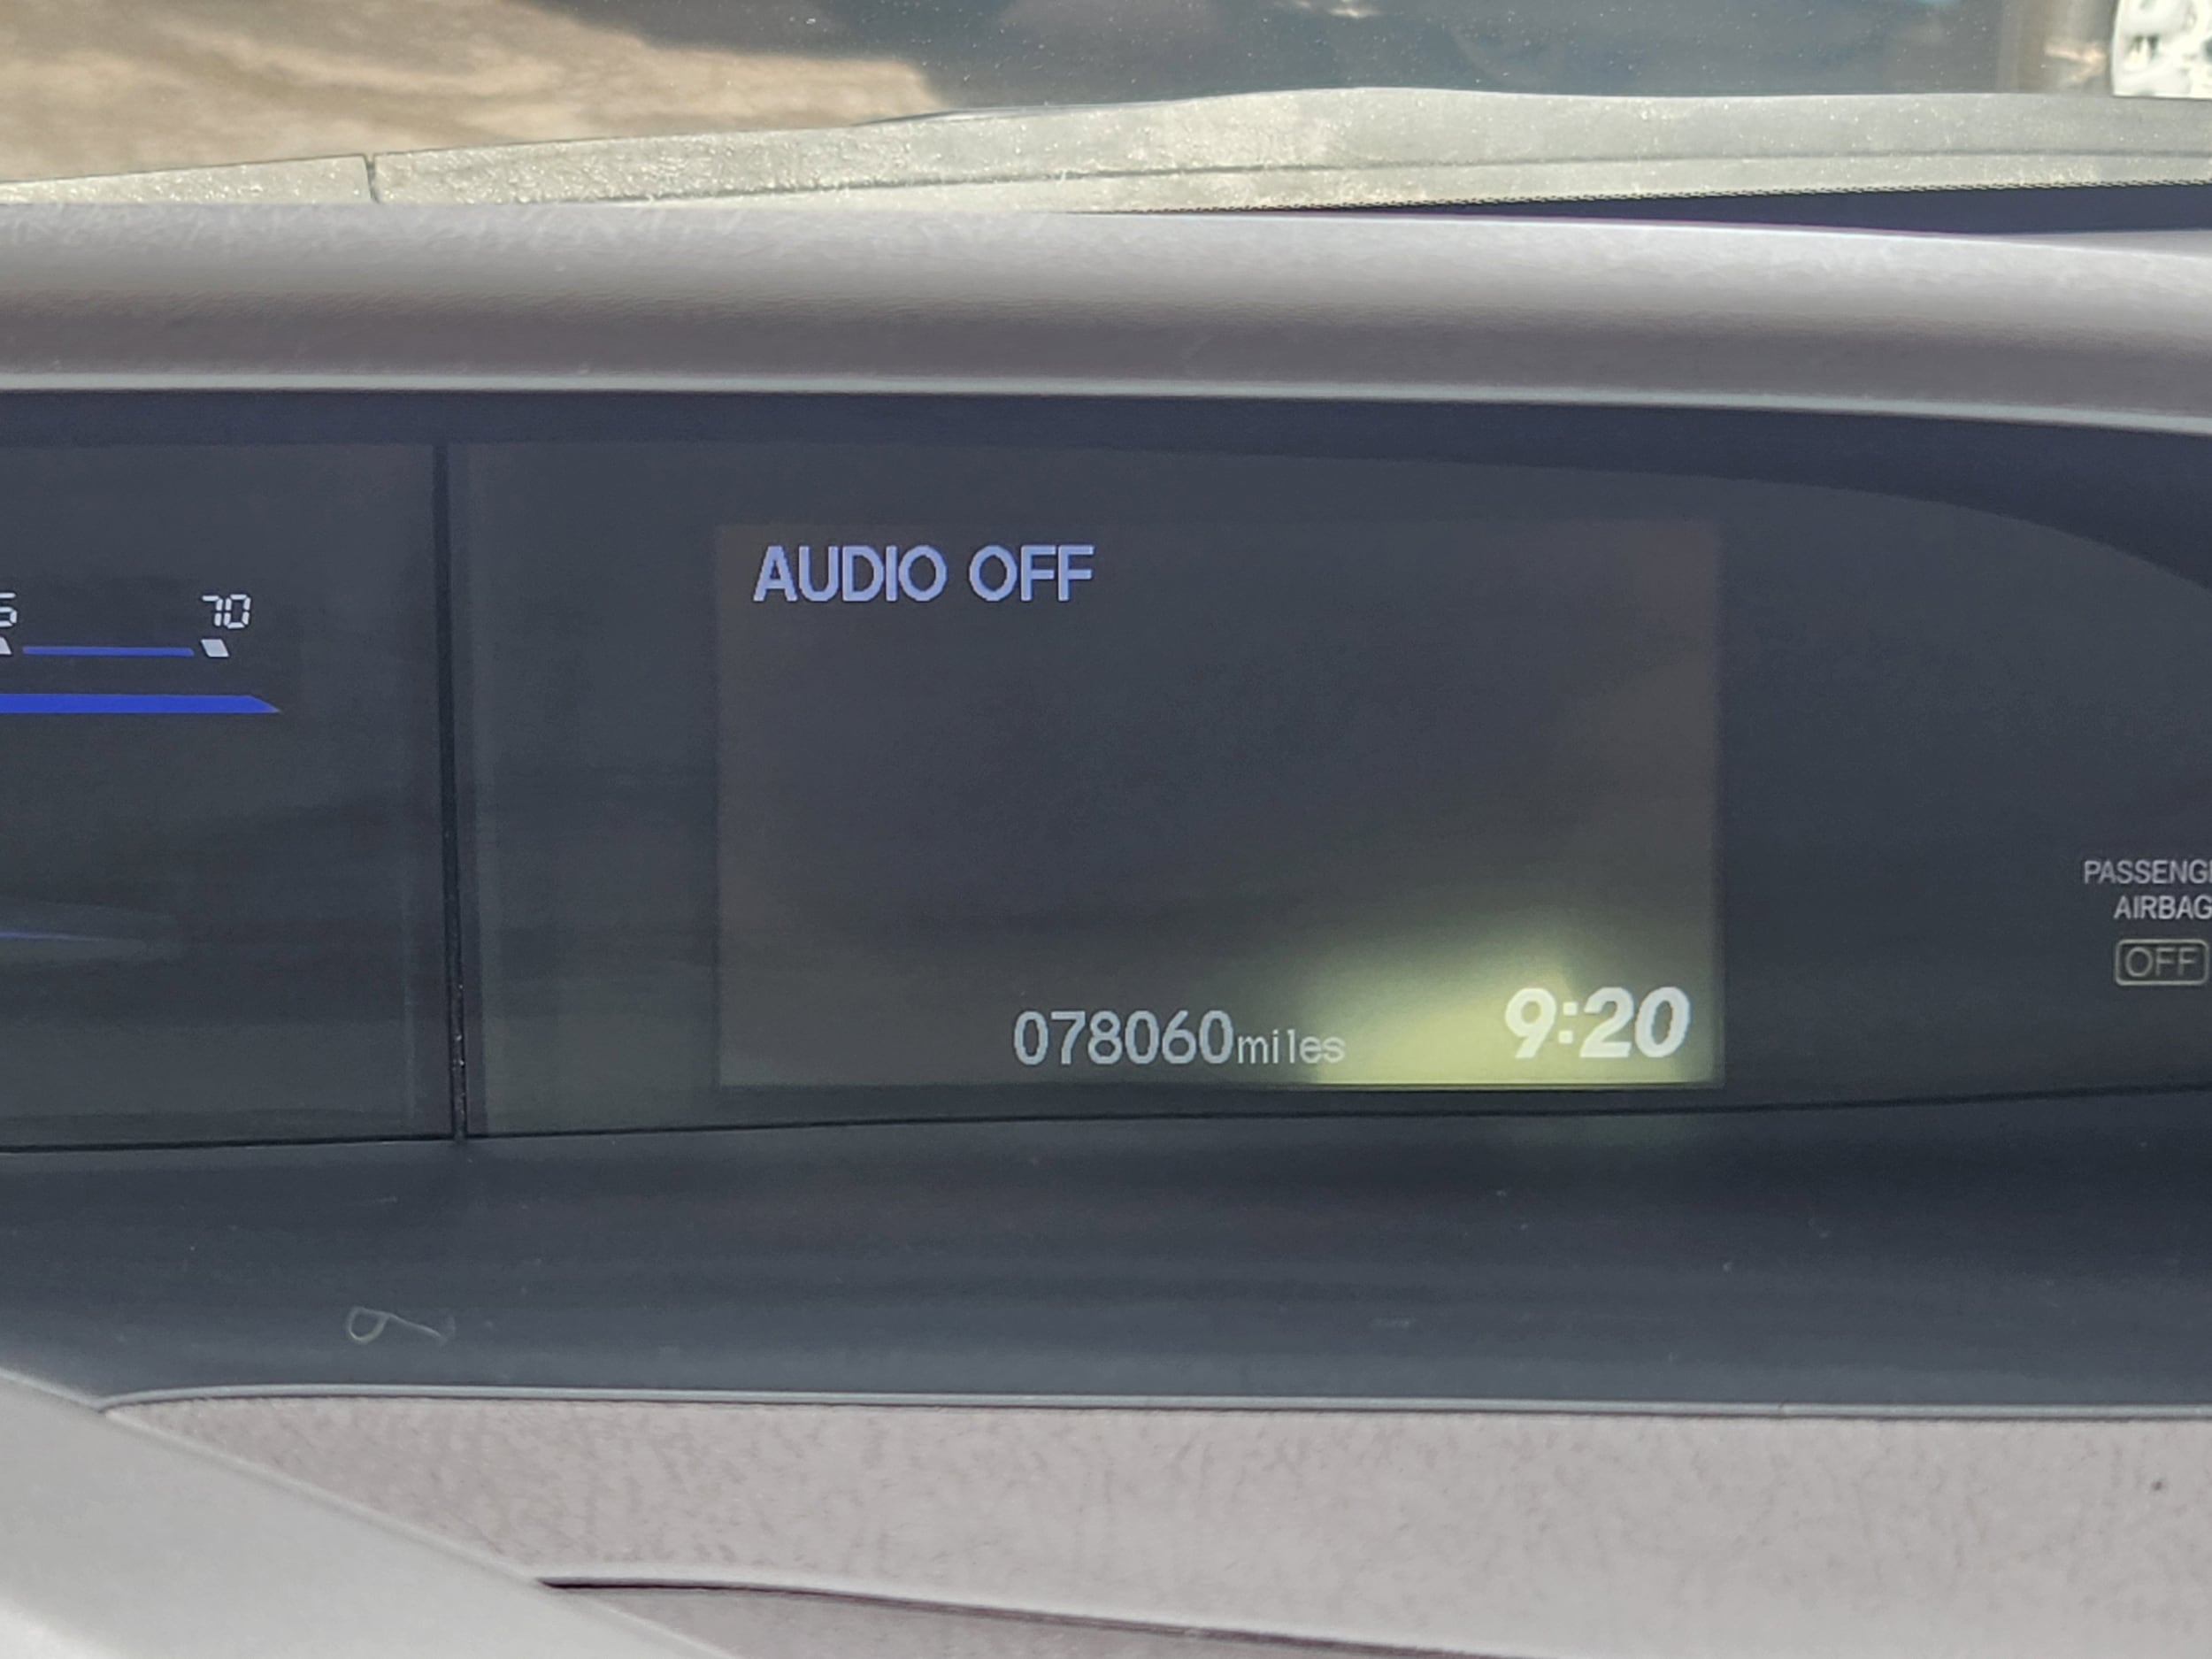 AUDIO OFF
70
PASSENG
AIRBAG
OFF
078060miles
9:20